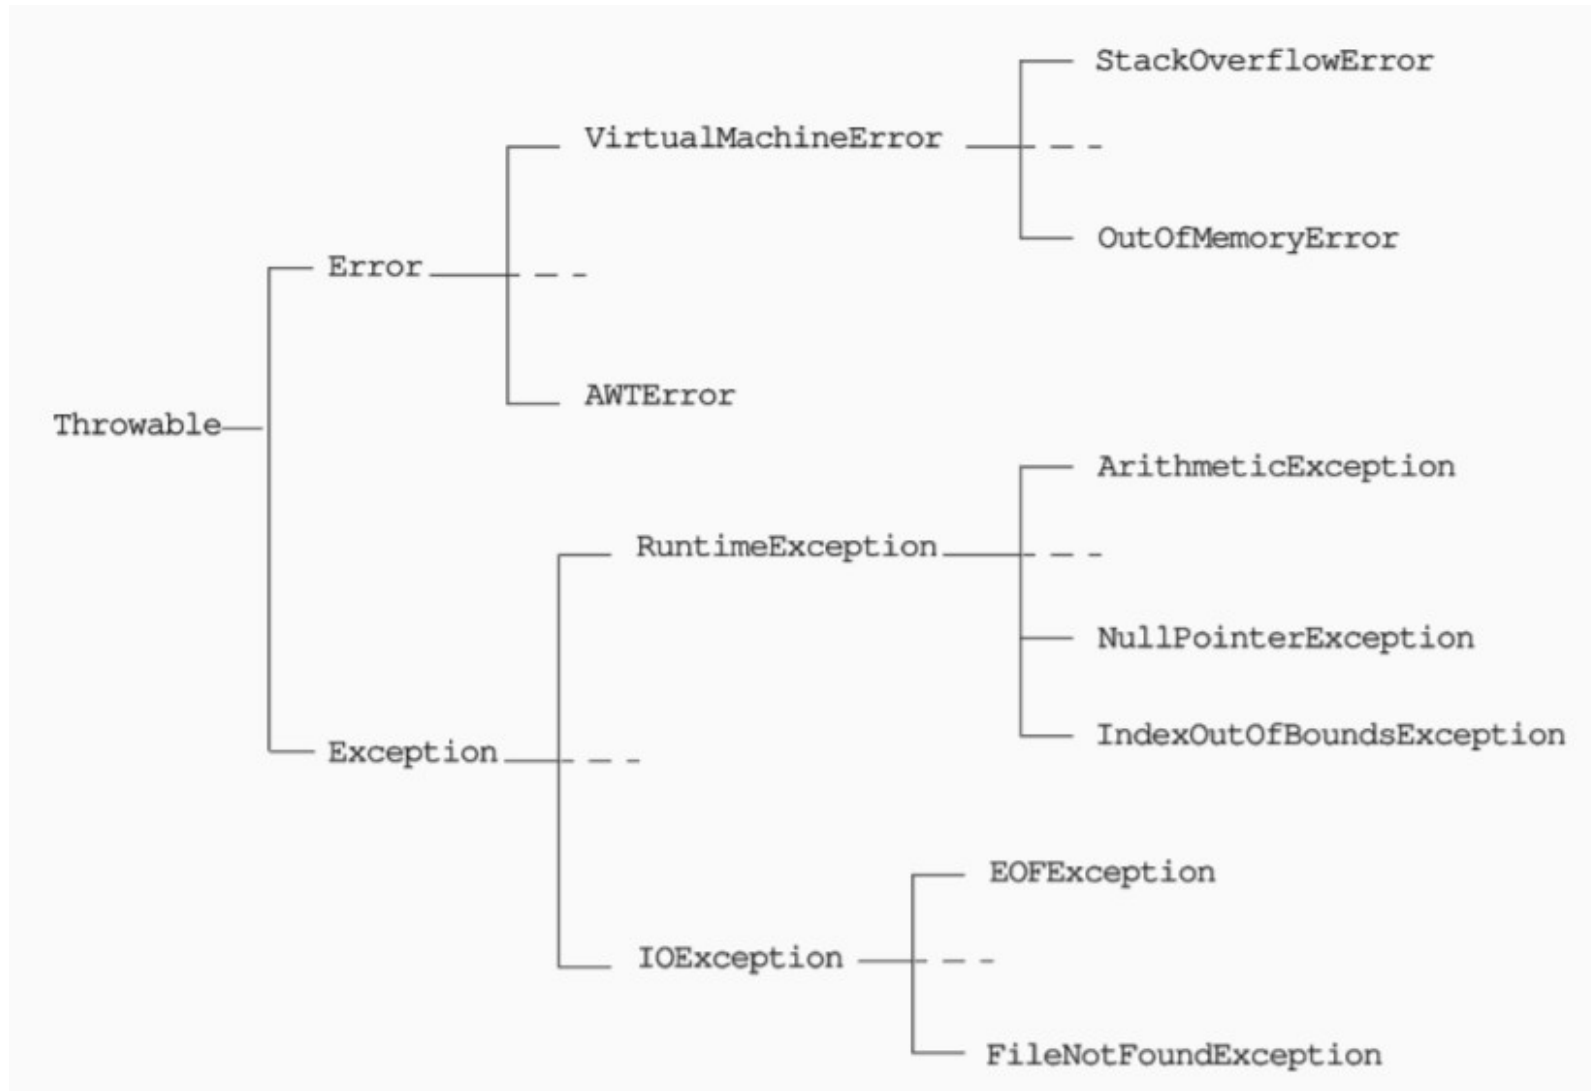 StackOverflowError
VirtualMachineError
OutOfMemoryError
Error
AWTError
Throwable
ArithmeticException
RuntimeException
NullPointerException
IndexOutOfBoundsException
Exception
EOFException
IOException
FileNotFoundException